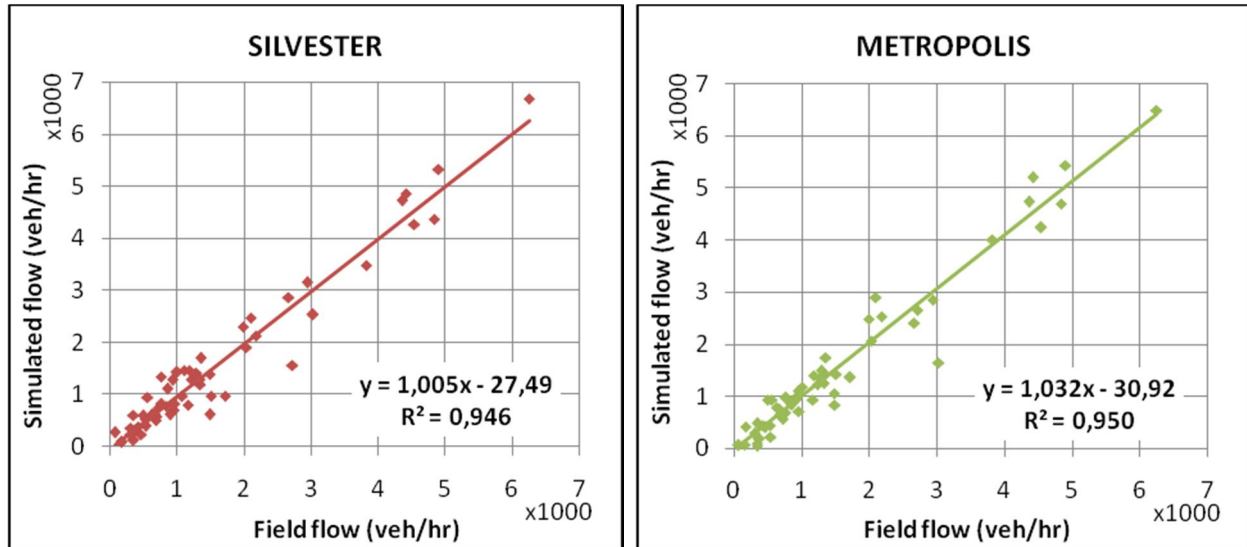 SILVESTER
x1000
Simulated flow (veh/hr)
7
6
5
4
3
2
1
0
y = 1,005x - 27,49
R² = 0,946
0 1 2 3 4 5 6 7
x1000
Field flow (veh/hr)
METROPOLIS
x1000
Simulated flow (veh/hr)
7
6
5
4
3
2
1
0
y = 1,032x - 30,92
R² = 0,950
0 1 2 3 4 5 6 7
x1000
Field flow (veh/hr)